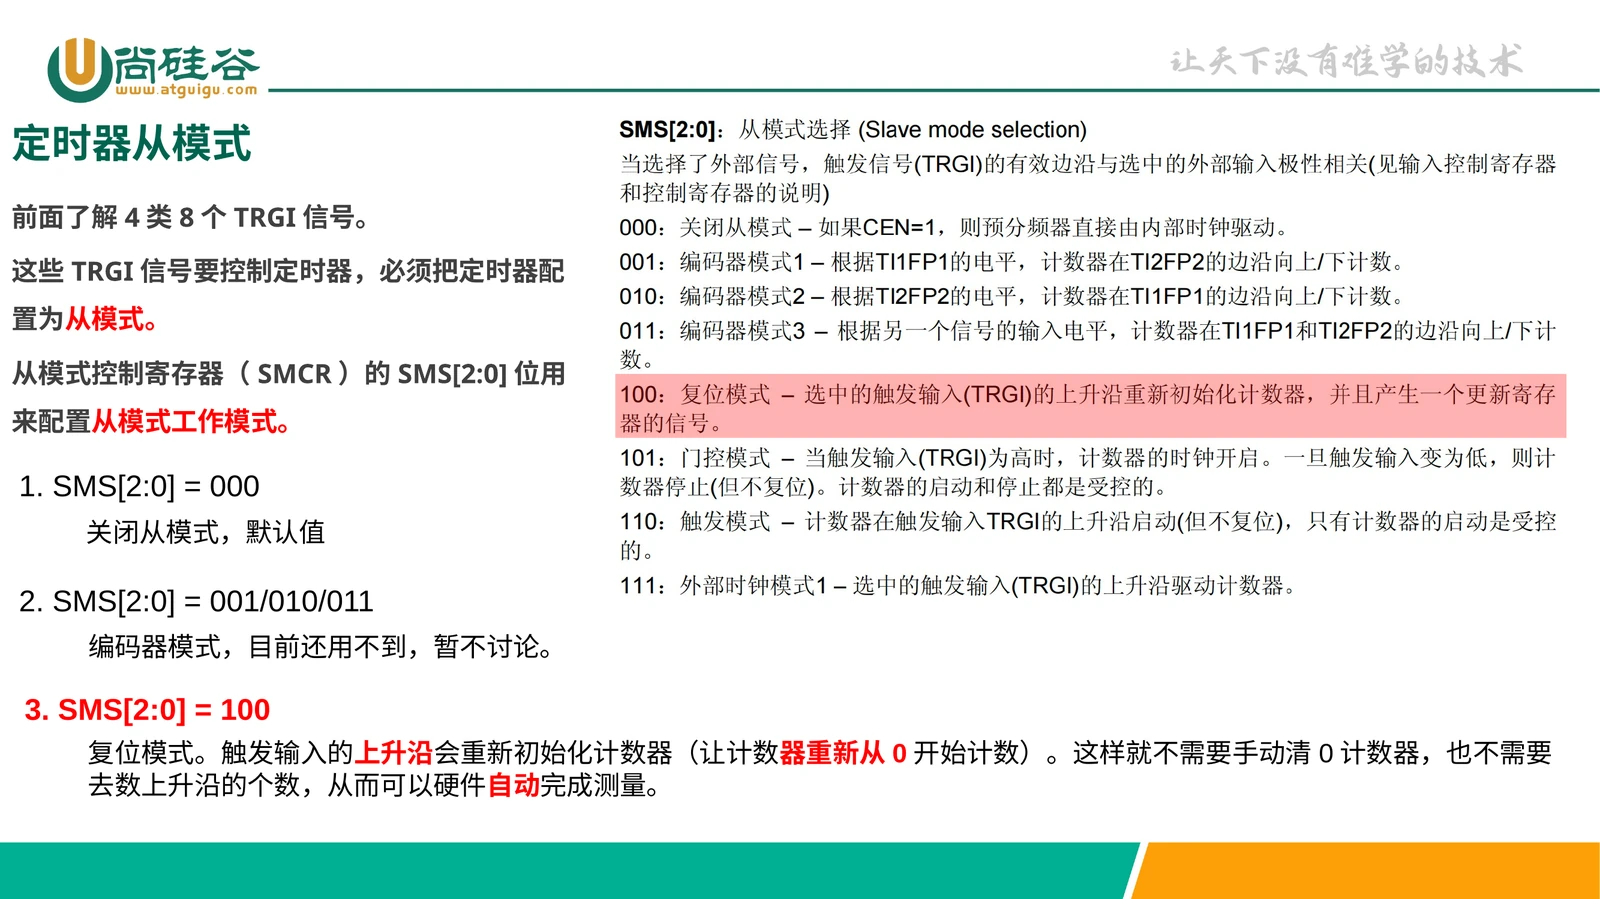 尚硅谷
www.atguigu.com
让天下没有难学的技术
定时器从模式
前面了解 4 类 8 个 TRGI 信号。
这些 TRGI 信号要控制定时器，必须把定时器配
置为从模式。
从模式控制寄存器（ SMCR ）的 SMS[2:0] 位用
来配置从模式工作模式。
1. SMS[2:0] = 000
关闭从模式，默认值
2. SMS[2:0] = 001/010/011
编码器模式，目前还用不到，暂不讨论。
3. SMS[2:0] = 100
复位模式。触发输入的上升沿会重新初始化计数器（让计数器重新从 0 开始计数）。这样就不需要手动清 0 计数器，也不需要
去数上升沿的个数，从而可以硬件自动完成测量。
SMS[2:0]：从模式选择 (Slave mode selection)
当选择了外部信号，触发信号(TRGI)的有效边沿与选中的外部输入极性相关(见输入控制寄存器
和控制寄存器的说明)
000：关闭从模式 – 如果CEN=1，则预分频器直接由内部时钟驱动。
001：编码器模式1 – 根据TI1FP1的电平，计数器在TI2FP2的边沿向上/下计数。
010：编码器模式2 – 根据TI2FP2的电平，计数器在TI1FP1的边沿向上/下计数。
011：编码器模式3 – 根据另一个信号的输入电平，计数器在TI1FP1和TI2FP2的边沿向上/下计
数。
100：复位模式 – 选中的触发输入(TRGI)的上升沿重新初始化计数器，并且产生一个更新寄存
器的信号。
101：门控模式 – 当触发输入(TRGI)为高时，计数器的时钟开启。一旦触发输入变为低，则计
数器停止(但不复位)。计数器的启动和停止都是受控的。
110：触发模式 – 计数器在触发输入TRGI的上升沿启动(但不复位)，只有计数器的启动是受控
的。
111：外部时钟模式1 – 选中的触发输入(TRGI)的上升沿驱动计数器。